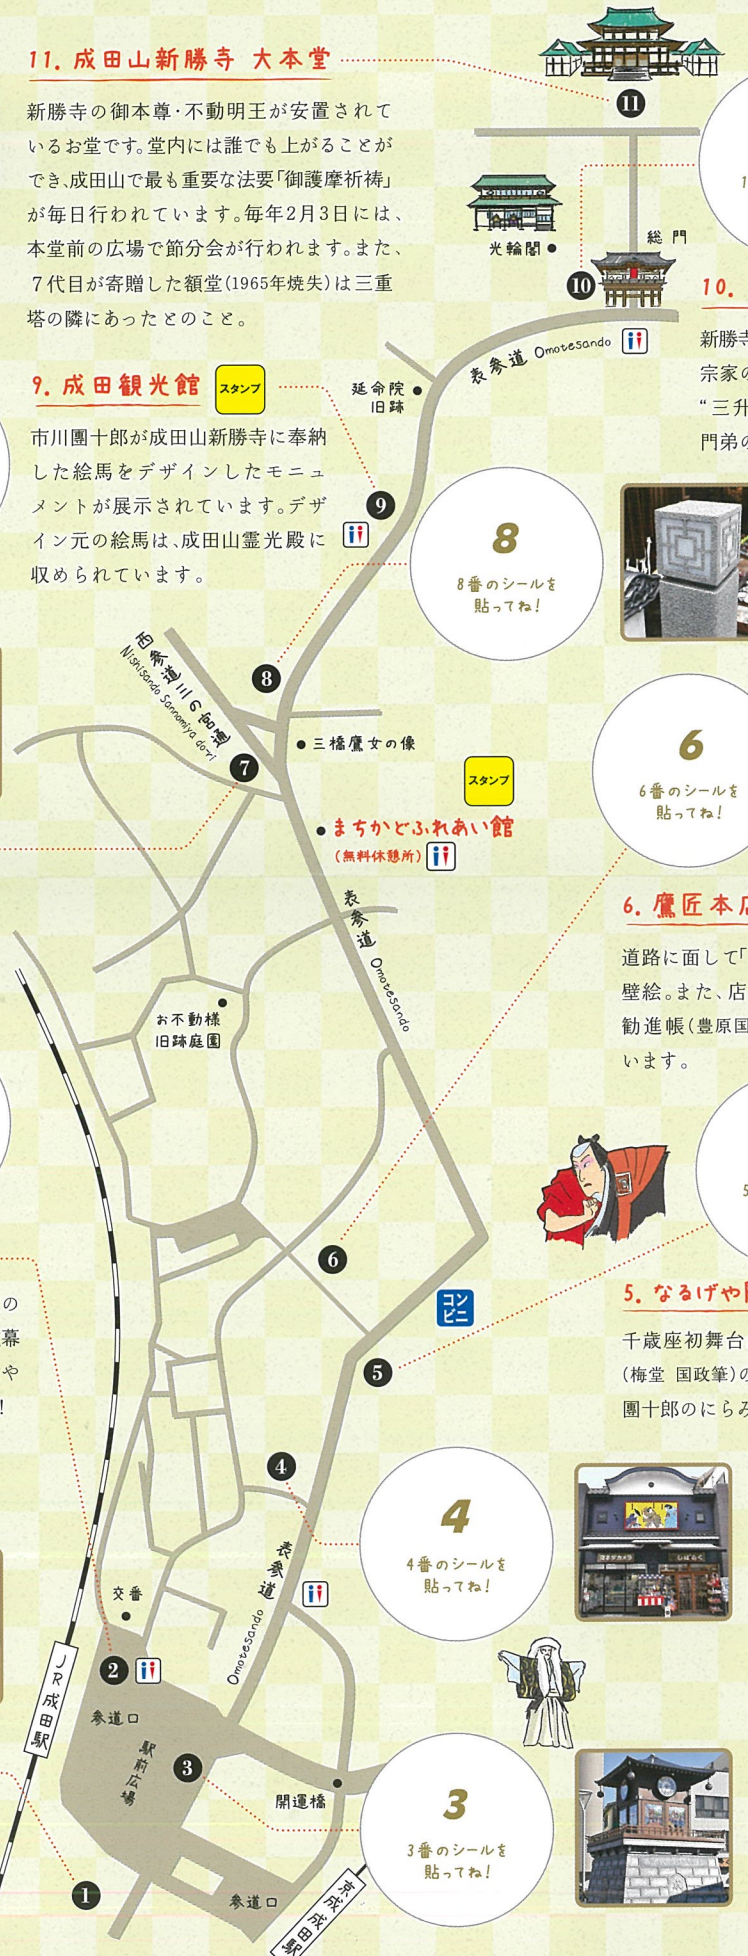 11. 成田山新勝寺 大本堂
新勝寺の御本尊・不動明王が安置されて
いるお堂です。堂内には誰でも上がることが
でき、成田山で最も重要な法要「御護摩祈祷」
が毎日行われています。毎年2月3日には、
本堂前の広場で節分会が行われます。また、
7代目が寄贈した額堂(1965年焼失)は三重
塔の隣にあったとのこと。
11
光輪閣
総門
10
10.
新勝寺
宗家の
“三升
門弟の
表参道 Omotesando
延命院
旧跡
9. 成田観光館
スタンプ
市川團十郎が成田山新勝寺に奉納
した絵馬をデザインしたモニュ
メントが展示されています。デザ
イン元の絵馬は、成田山霊光殿に
収められています。
9
8
8番のシールを
貼ってね!
西参道三の宮通
Nishisando Sannomiya dori
8
7
三橋鷹女の像
スタンプ
まちかどふれあい館
(無料休憩所)
6
6番のシールを
貼ってね!
表参道 Omotesando
6. 鷹匠本店
道路に面して「
壁絵。また、店
勧進帳(豊原国
います。
お不動様
旧跡庭園
6
コン
ビニ
5
5. なるげや
千歳座初舞台
(梅堂 国政筆)の
團十郎のにらみ
の
幕
や
!
4
4
4番のシールを
貼ってね!
表参道 Omotesando
交番
2
参道口
JR成田駅
駅前広場
3
開運橋
3
3番のシールを
貼ってね!
1
参道口
京成成田駅